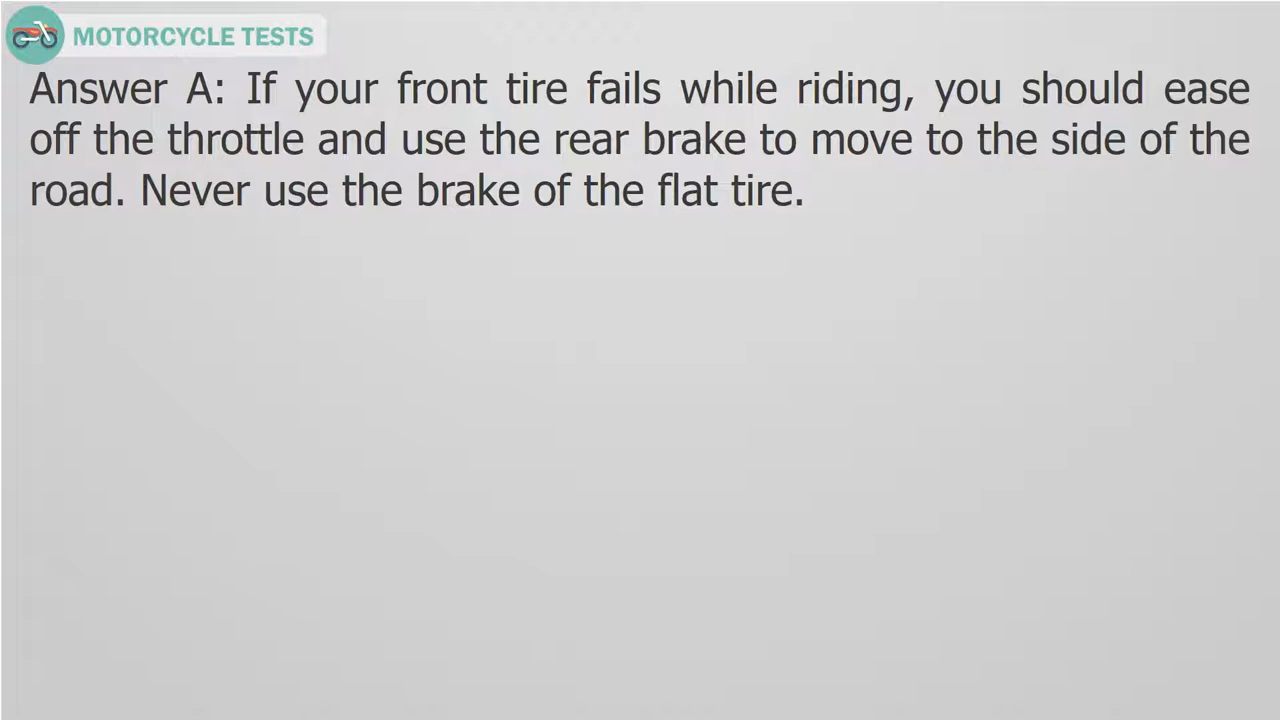 MOTORCYCLE TESTS
Answer A: If your front tire fails while riding, you should ease
off the throttle and use the rear brake to move to the side of the
road. Never use the brake of the flat tire.